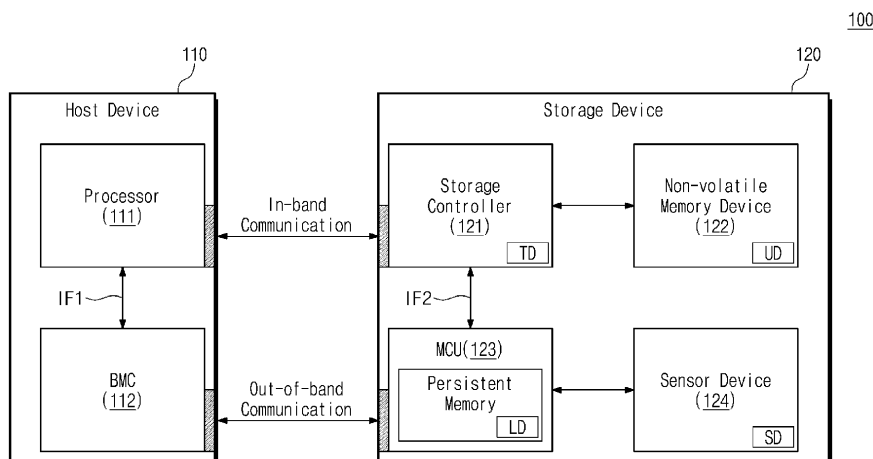 100
110
120
Host Device
Storage Device
Processor
(111)
In-band
Communication
Storage
Controller
(121)
TD
Non-volatile
Memory Device
(122)
UD
IF1
IF2
BMC
(112)
Out-of-band
Communication
MCU(123)
Persistent
Memory
LD
Sensor Device
(124)
SD